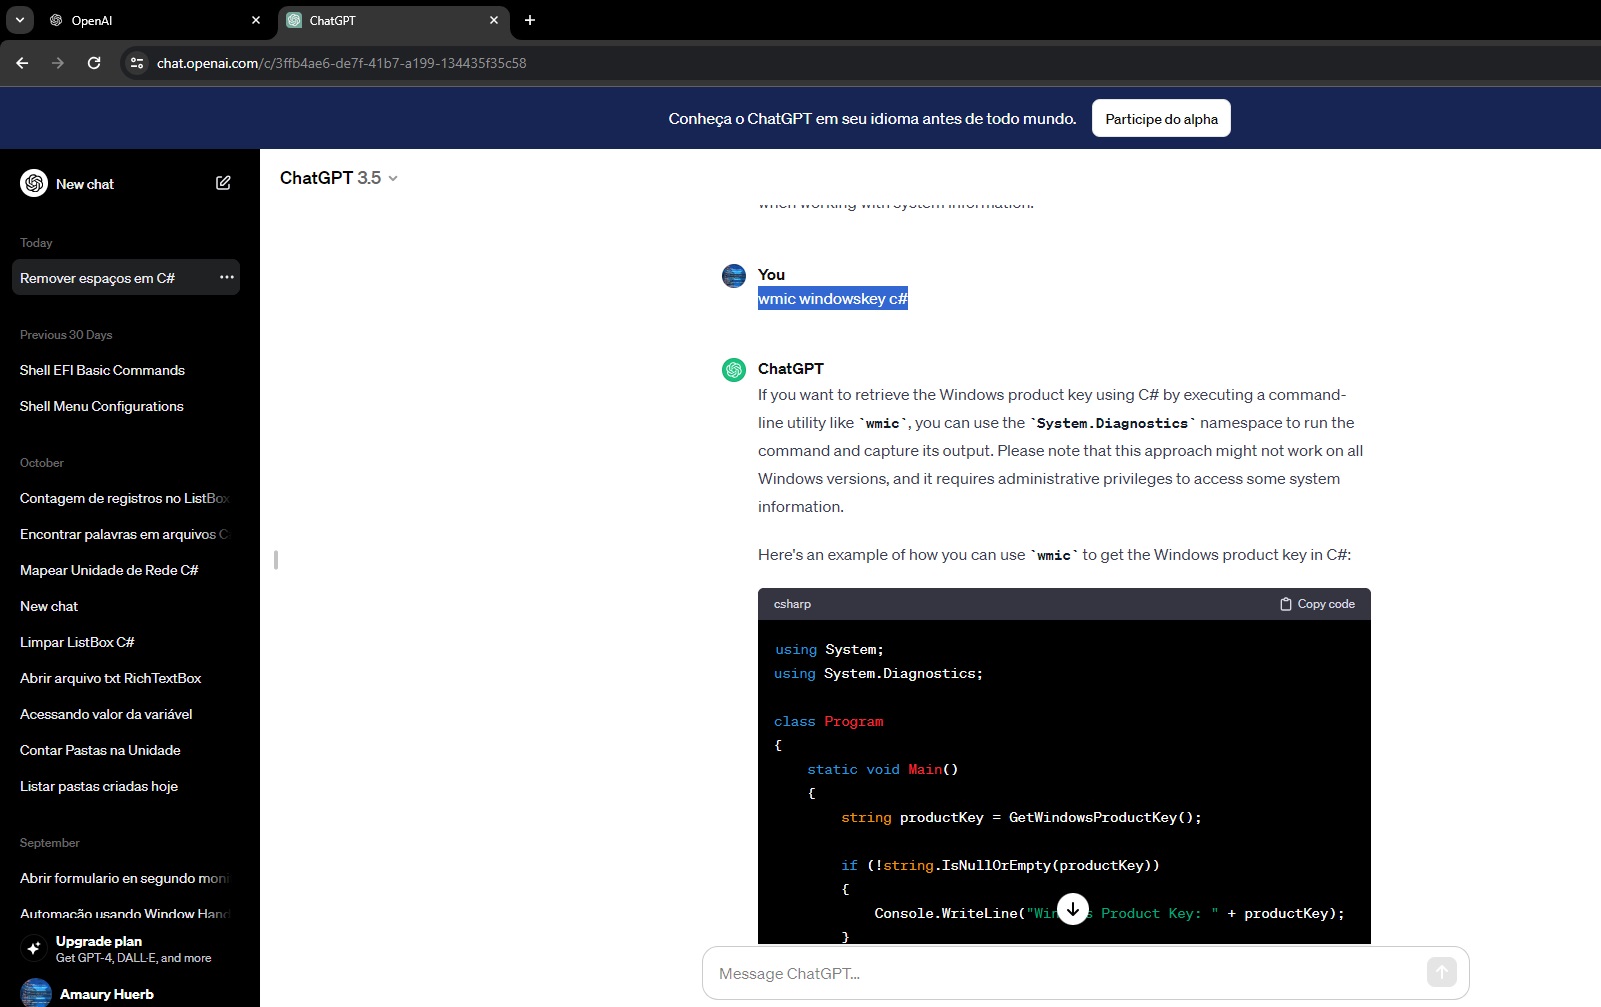 OpenAI
ChatGPT
chat.openai.com/c/3ffb4ae6-de7f-41b7-a199-134435f35c58
Conheça o ChatGPT em seu idioma antes de todo mundo.
Participe do alpha
New chat
Today
Remover espaços em C#
Previous 30 Days
Shell EFI Basic Commands
Shell Menu Configurations
October
Contagem de registros no ListBox
Encontrar palavras em arquivos C
Mapear Unidade de Rede C#
New chat
Limpar ListBox C#
Abrir arquivo txt RichTextBox
Acessando valor da variável
Contar Pastas na Unidade
Listar pastas criadas hoje
September
Abrir formulario en segundo moni
Automação usando Window Hand
Upgrade plan
Get GPT-4, DALL·E, and more
Amaury Huerb
ChatGPT 3.5
when working with system information.
You
wmic windowskey c#
ChatGPT
If you want to retrieve the Windows product key using C# by executing a command-
line utility like `wmic`, you can use the `System.Diagnostics` namespace to run the
command and capture its output. Please note that this approach might not work on all
Windows versions, and it requires administrative privileges to access some system
information.
Here's an example of how you can use `wmic` to get the Windows product key in C#:
csharp
Copy code
using System;
using System.Diagnostics;
class Program
{
static void Main()
{
string productKey = GetWindowsProductKey();
if (!string.IsNullOrEmpty(productKey))
{
Console.WriteLine("Win s Product Key: " + productKey);
}
Message ChatGPT...